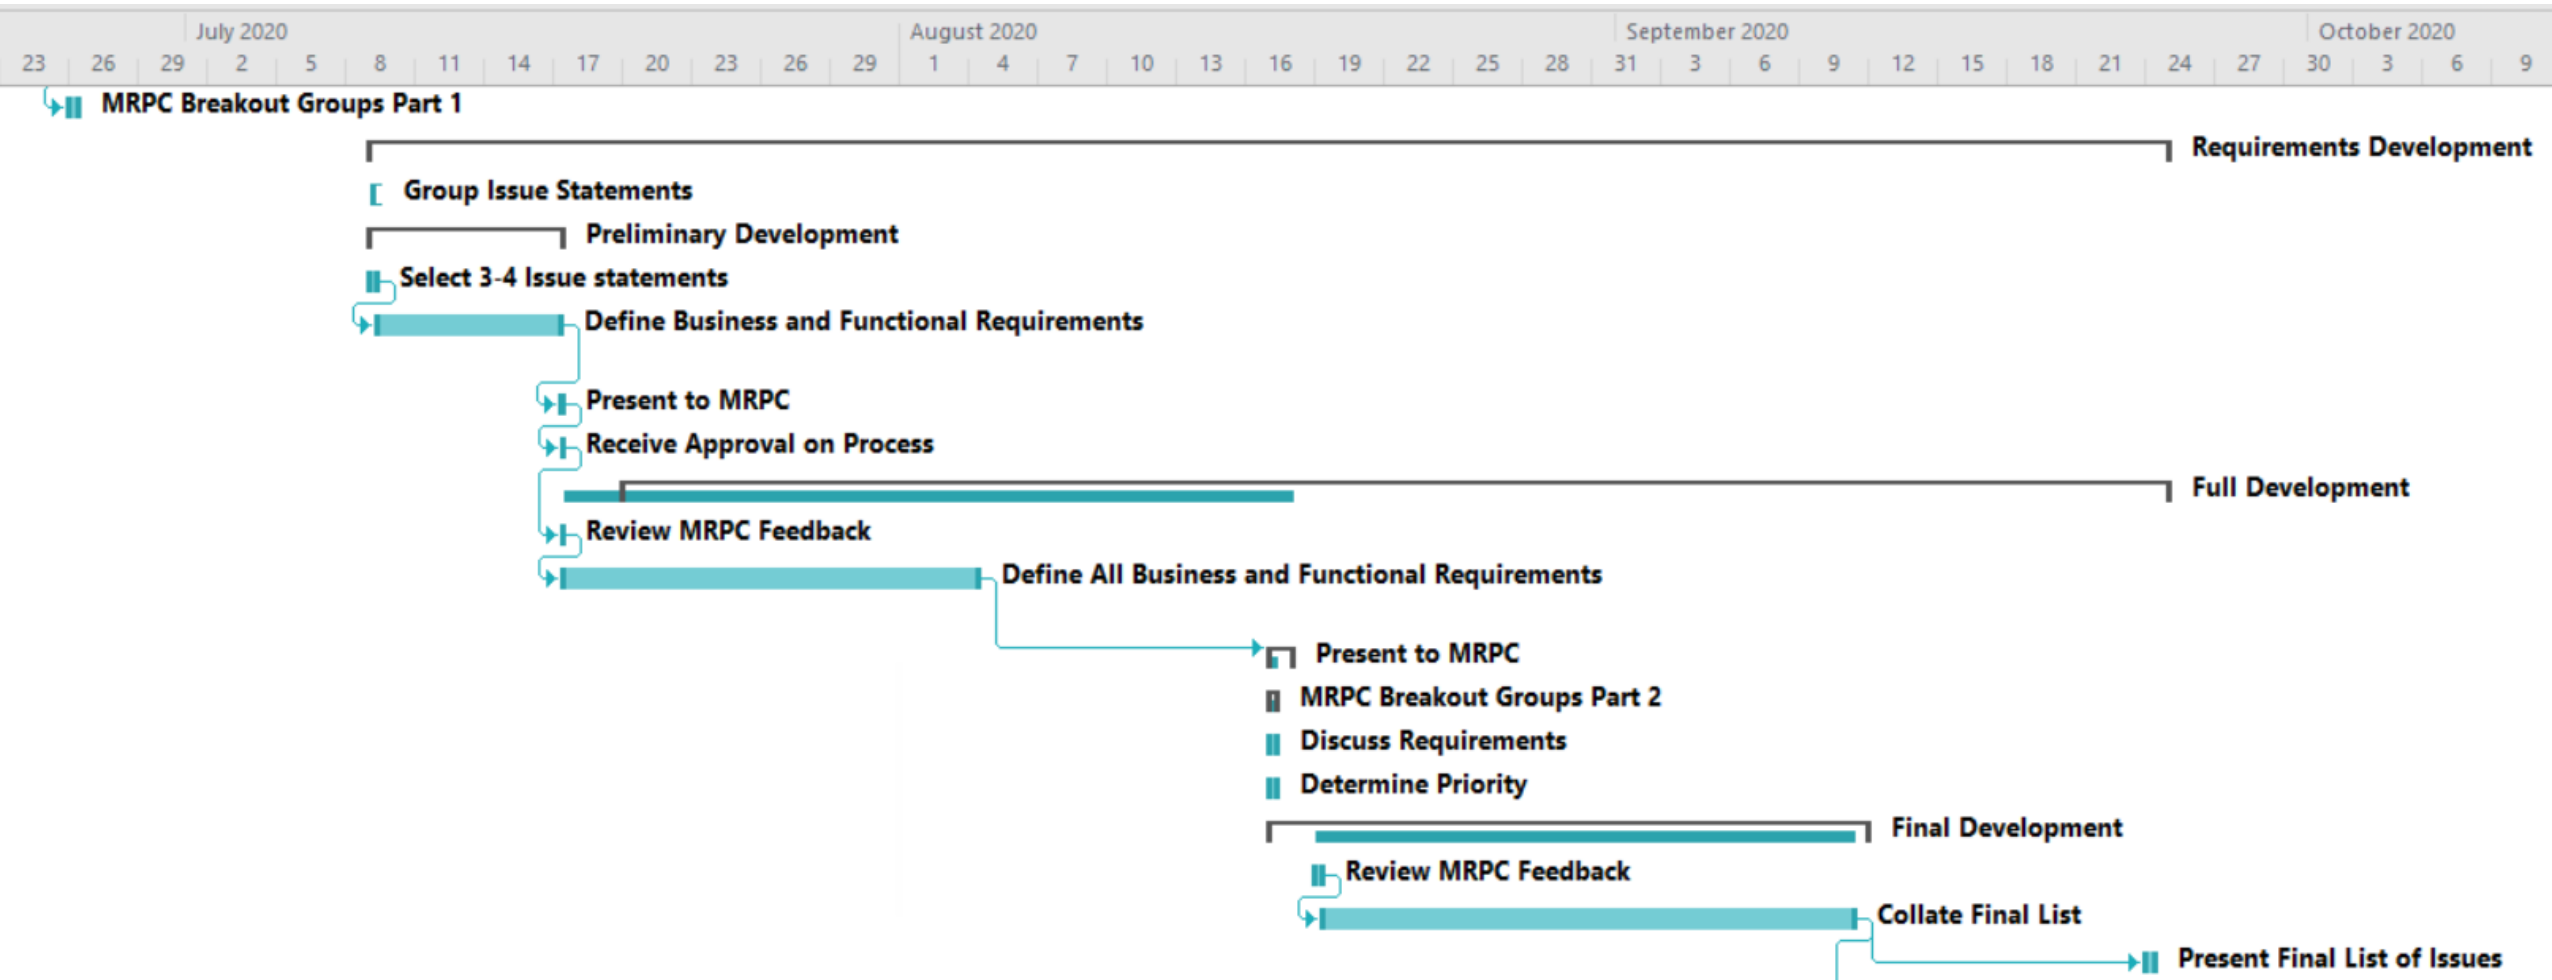 July 2020 August 2020 September 2020 October 2020
23 26 29 2 5 8 11 14 17 20 23 26 29 1 4 7 10 13 16 19 22 25 28 31 3 6 9 12 15 18 21 24 27 30 3 6 9
MRPC Breakout Groups Part 1
Requirements Development
Group Issue Statements
Preliminary Development
Select 3-4 Issue statements
Define Business and Functional Requirements
Present to MRPC
Receive Approval on Process
Full Development
Review MRPC Feedback
Define All Business and Functional Requirements
Present to MRPC
MRPC Breakout Groups Part 2
Discuss Requirements
Determine Priority
Final Development
Review MRPC Feedback
Collate Final List
Present Final List of Issues